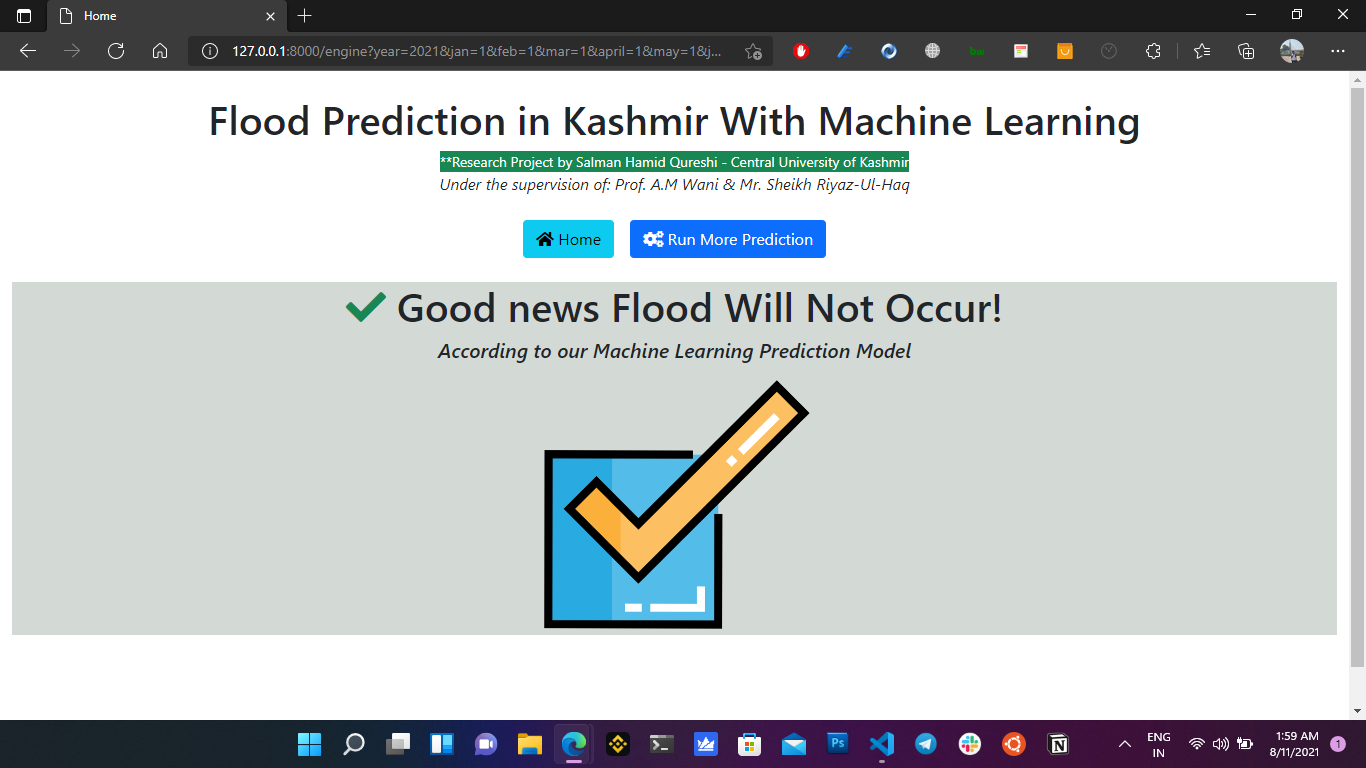 Home
127.0.0.1:8000/engine?year=2021&jan=1&feb=1&mar=1&april=1&may=1&j...
Flood Prediction in Kashmir With Machine Learning
**Research Project by Salman Hamid Qureshi - Central University of Kashmir
Under the supervision of: Prof. A.M Wani & Mr. Sheikh Riyaz-Ul-Haq
Home
Run More Prediction
Good news Flood Will Not Occur!
According to our Machine Learning Prediction Model
Ps
ENG
IN
1:59 AM
8/11/2021
1